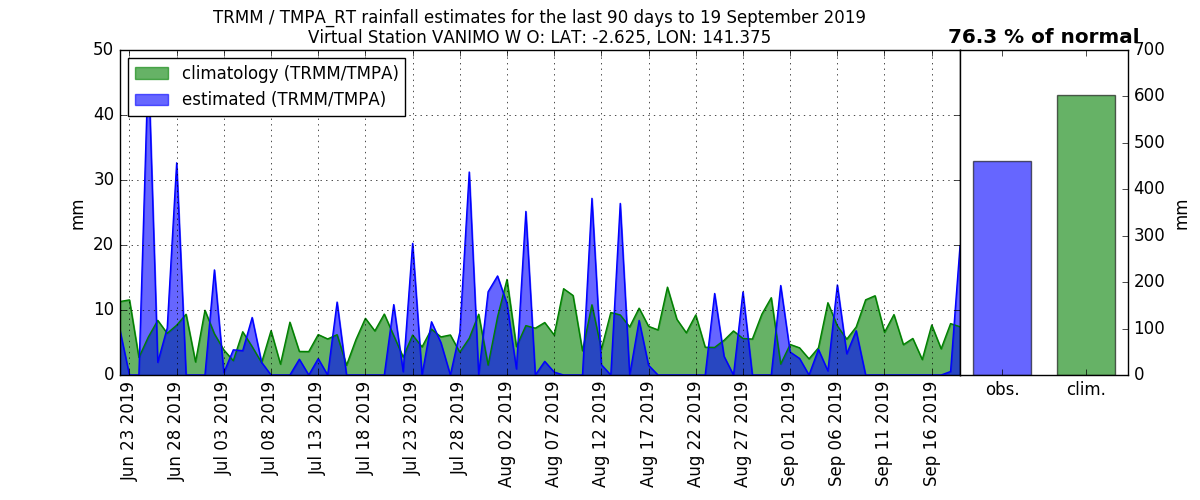 TRMM / TMPA_RT rainfall estimates for the last 90 days to 19 September 2019
Virtual Station VANIMO W O: LAT: -2.625, LON: 141.375
76.3 % of normal
climatology (TRMM/TMPA)
estimated (TRMM/TMPA)
50
40
30
20
10
0
mm
Jun 23 2019
Jun 28 2019
Jul 03 2019
Jul 08 2019
Jul 13 2019
Jul 18 2019
Jul 23 2019
Jul 28 2019
Aug 02 2019
Aug 07 2019
Aug 12 2019
Aug 17 2019
Aug 22 2019
Aug 27 2019
Sep 01 2019
Sep 06 2019
Sep 11 2019
Sep 16 2019
700
600
500
400
300
200
100
0
mm
obs.
clim.